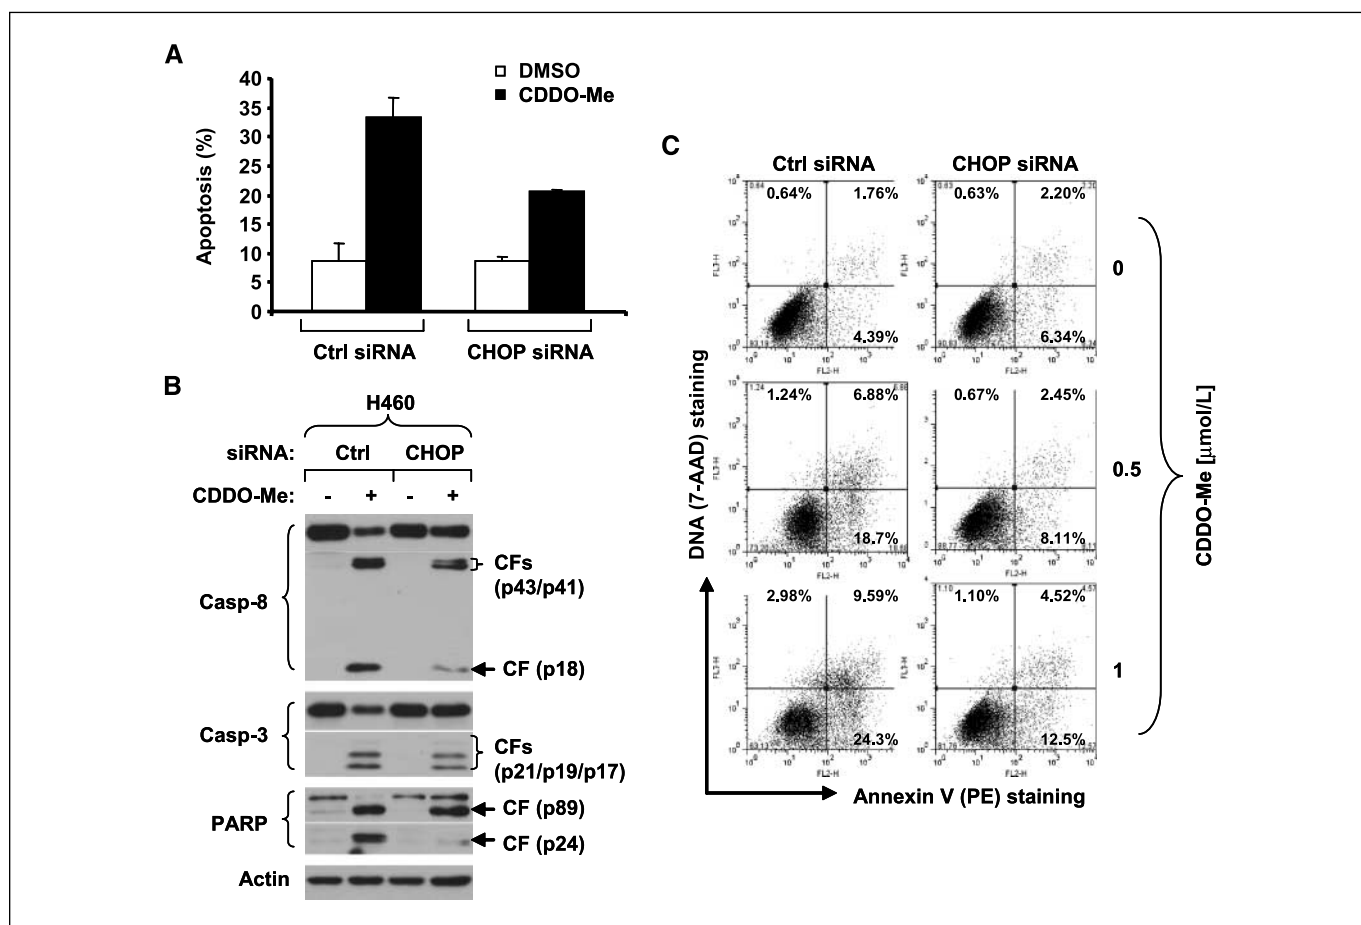 A
DMSO
CDDO-Me
Apoptosis (%)
40
35
30
25
20
15
10
5
0
Ctrl siRNA
CHOP siRNA
B
H460
siRNA: Ctrl CHOP
CDDO-Me: - + - +
Casp-8
CFs
(p43/p41)
CF (p18)
Casp-3
CFs
(p21/p19/p17)
PARP
CF (p89)
CF (p24)
Actin
C
Ctrl siRNA CHOP siRNA
0.64% 1.76% 0.63% 2.20%
4.39% 6.34%
0
1.24% 6.88% 0.67% 2.45%
18.7% 8.11%
0.5
2.98% 9.59% 1.10% 4.52%
24.3% 12.5%
1
FL2-H
DNA (7-AAD) staining
Annexin V (PE) staining
CDDO-Me [μmol/L]